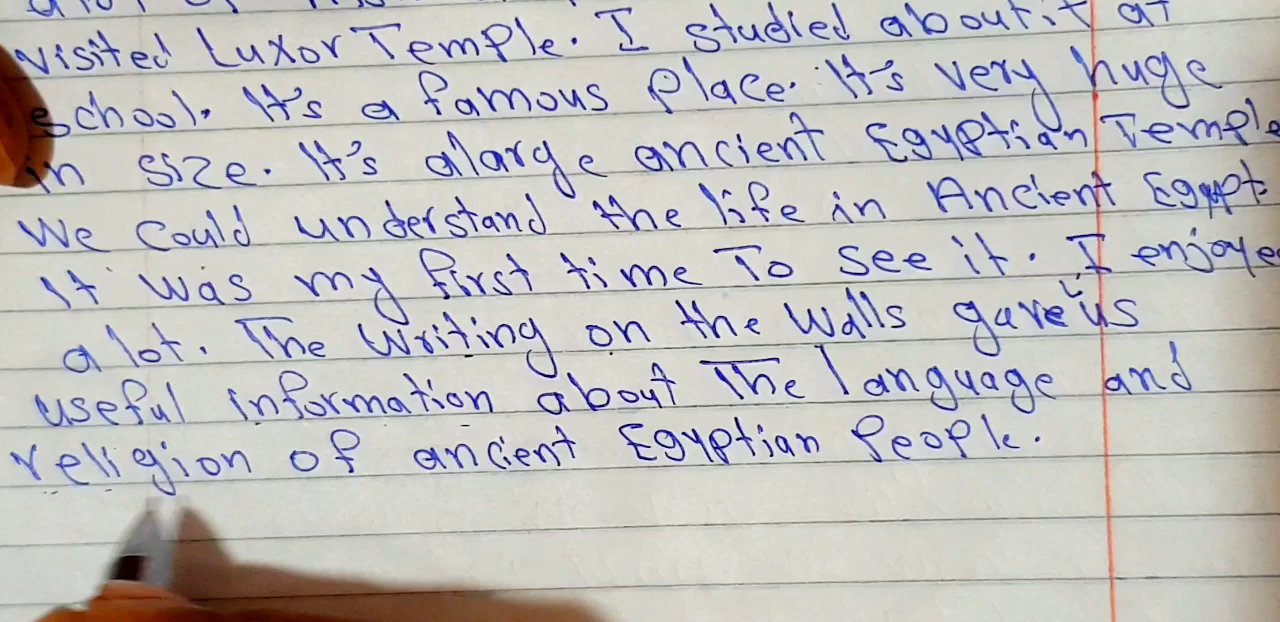 visited Luxor Temple. I studied about it at
school. It's a famous place. It's very huge
in size. It's alarge ancient Egyptian Temple
We could understand the life in Ancient Egypt.
It was my first time To see it. I enjoye
a lot. The writing on the walls gave us
useful information about The language and
religion of ancient Egyptian People.